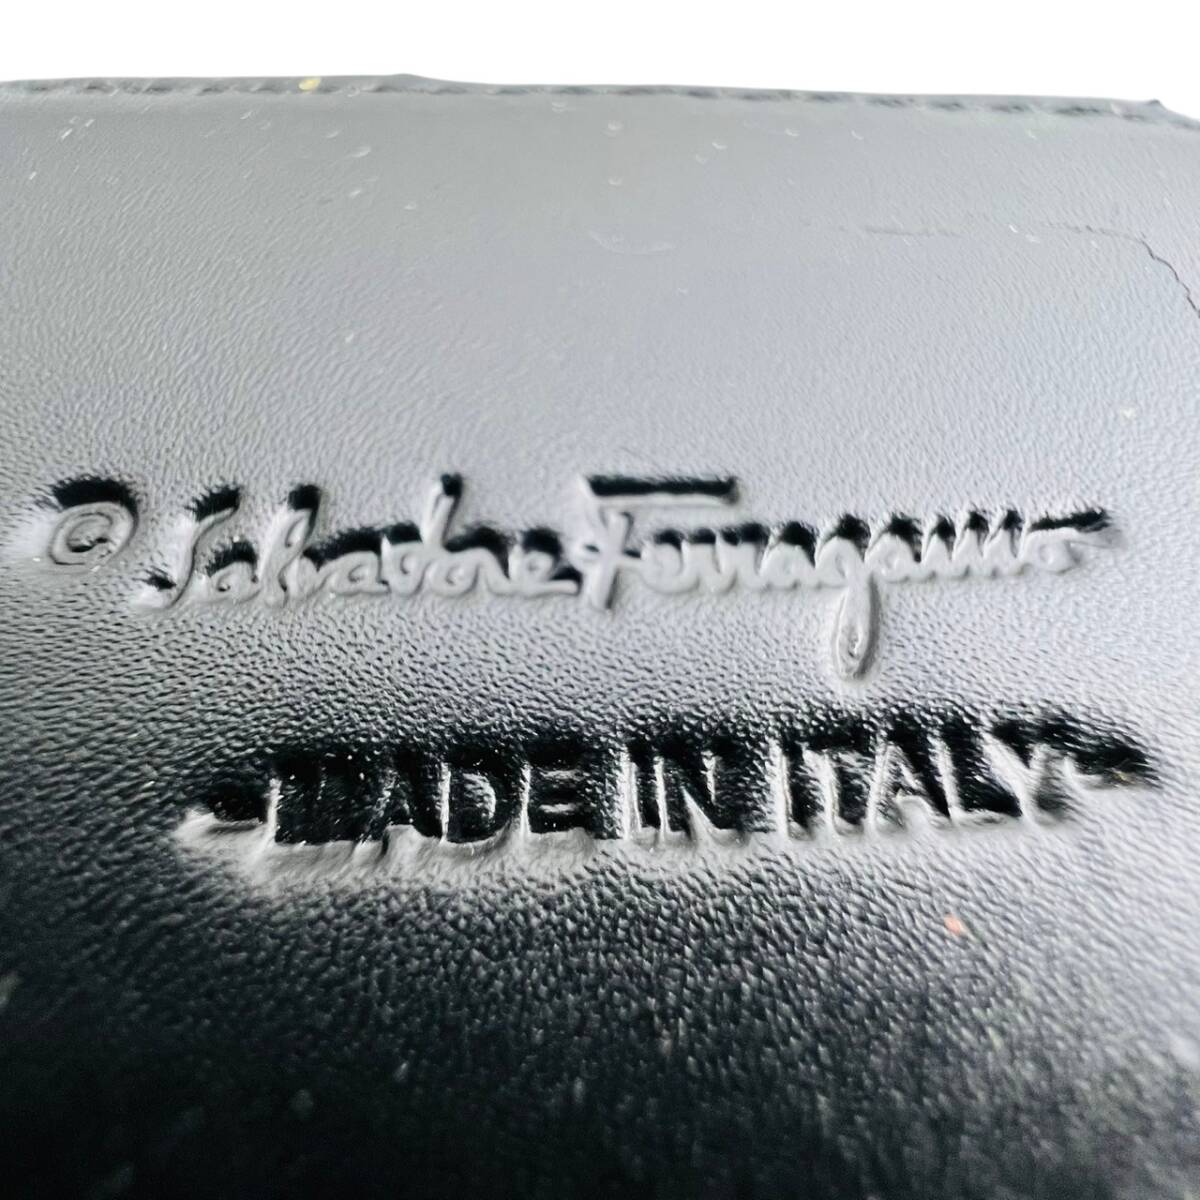 © Salvatore Ferragamo
-MADE IN ITALY-